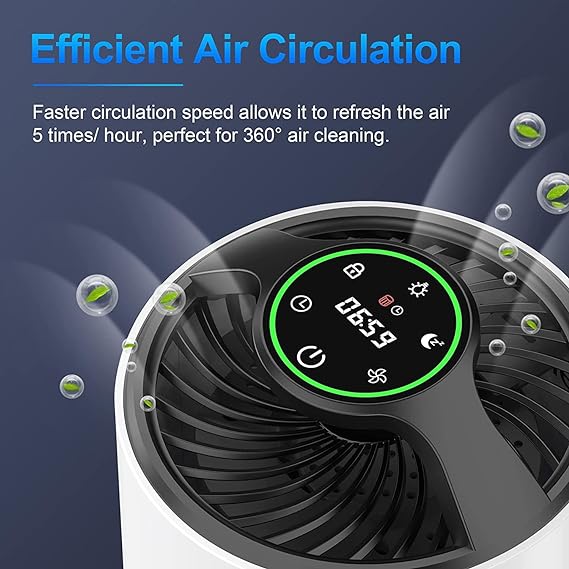 Efficient Air Circulation
Faster circulation speed allows it to refresh the air
5 times/ hour, perfect for 360° air cleaning.
06:59